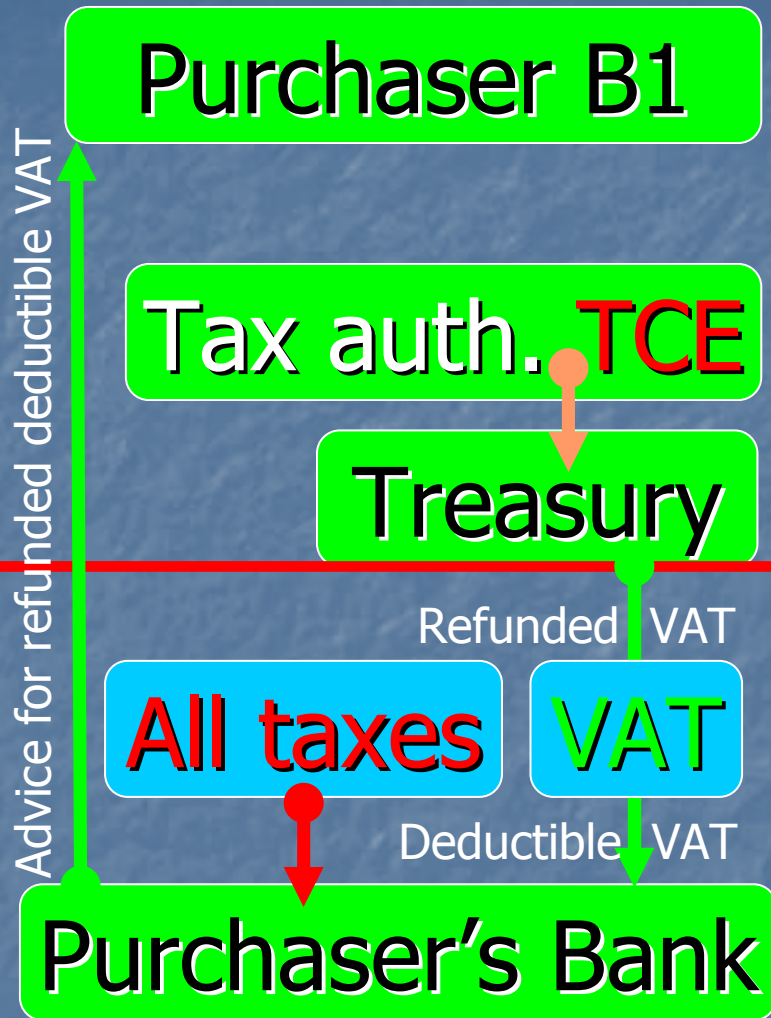 Purchaser B1
Advice for refunded deductible VAT
Tax auth. TCE
Treasury
Refunded VAT
All taxes
VAT
Deductible VAT
Purchaser’s Bank